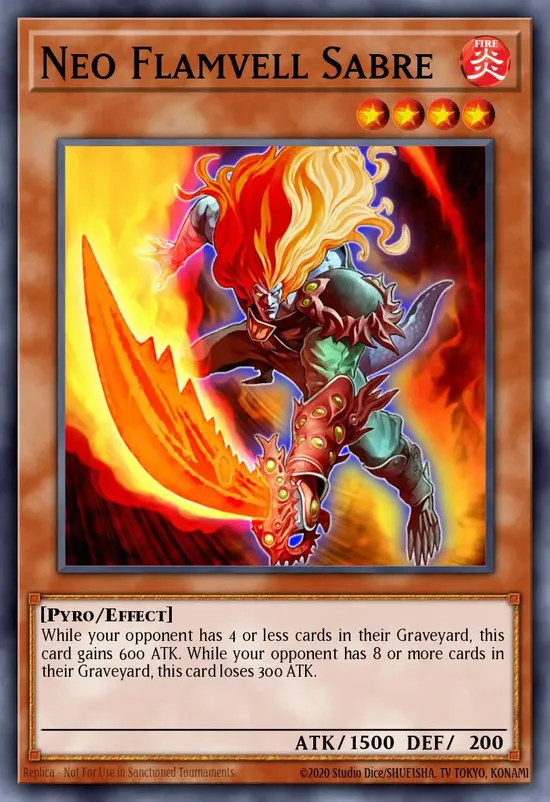 NEO FLAMVELL SABRE
FIRE
炎
[PYRO/EFFECT]
While your opponent has 4 or less cards in their Graveyard, this
card gains 600 ATK. While your opponent has 8 or more cards in
their Graveyard, this card loses 300 ATK.
ATK/1500 DEF/ 200
Replica - Not For Use in Sanctioned Tournaments
©2020 Studio Dice/SHUEISHA, TV TOKYO, KONAMI